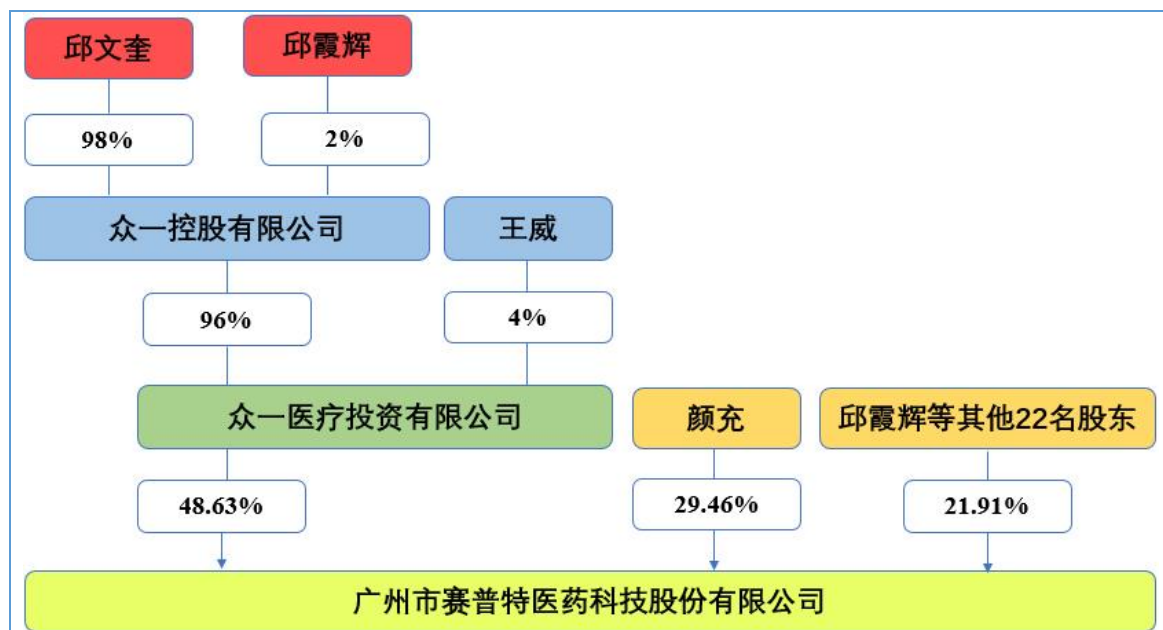 邱文奎
邱霞辉
98%
2%
众一控股有限公司
王威
96%
4%
众一医疗投资有限公司
颜充
邱霞辉等其他22名股东
48.63%
29.46%
21.91%
广州市赛普特医药科技股份有限公司